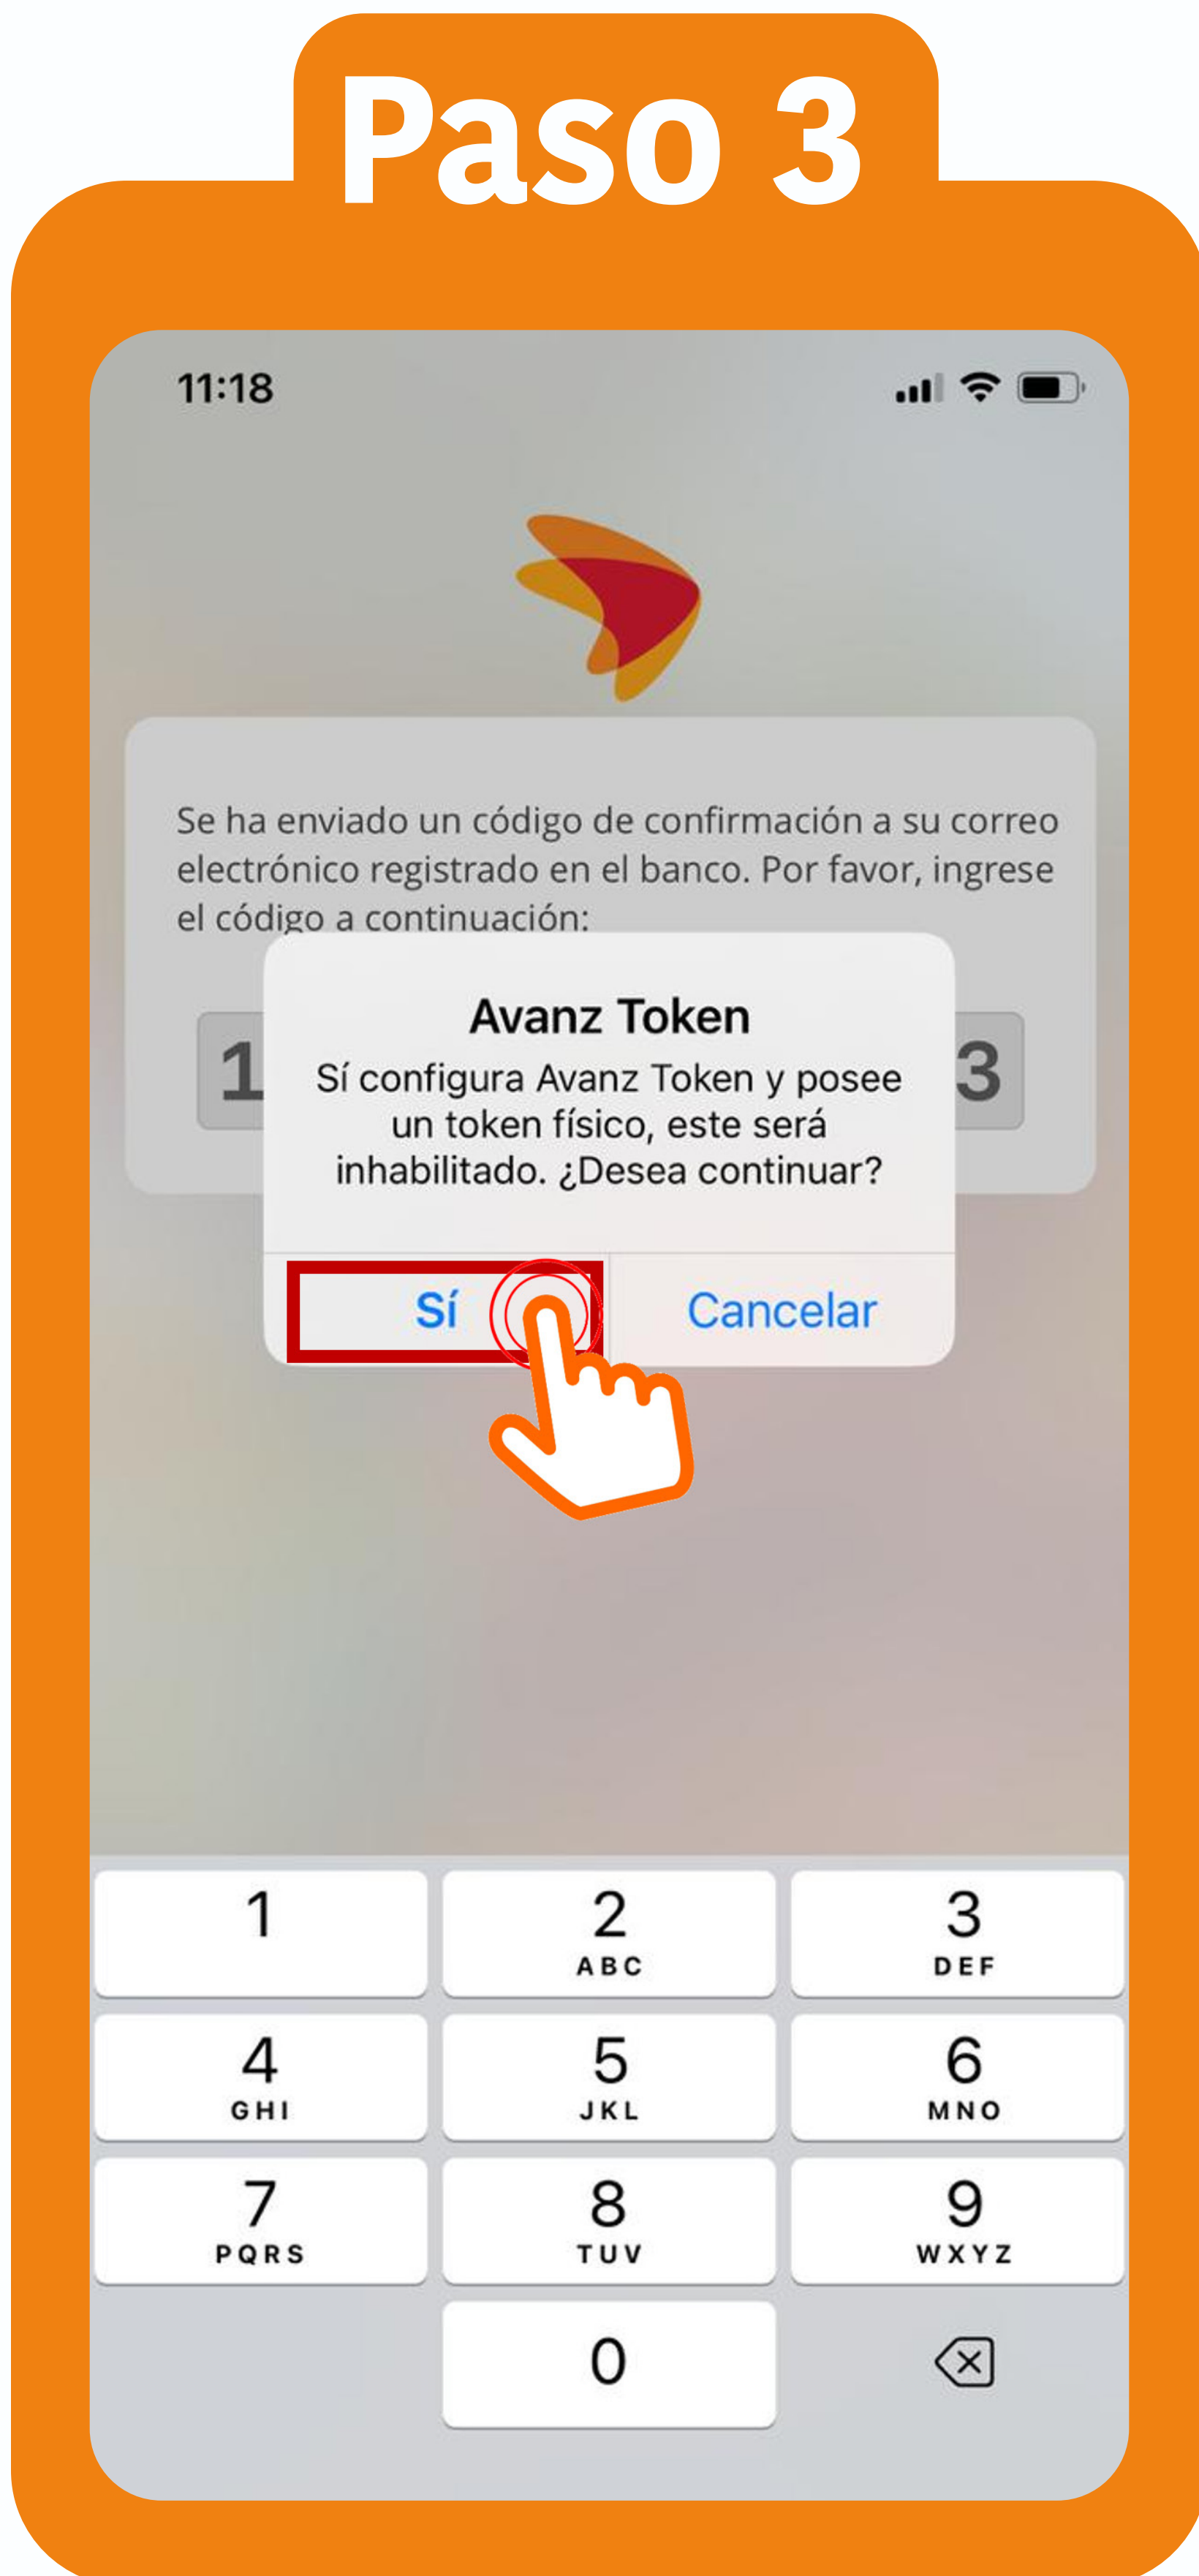 Paso 3
11:18
Se ha enviado un código de confirmación a su correo
electrónico registrado en el banco. Por favor, ingrese
el código a continuación:
1
3
Avanz Token
Sí configura Avanz Token y posee
un token físico, este será
inhabilitado. ¿Desea continuar?
Sí
Cancelar
1
2
ABC
3
DEF
4
GHI
5
JKL
6
MNO
7
PQRS
8
TUV
9
WXYZ
0